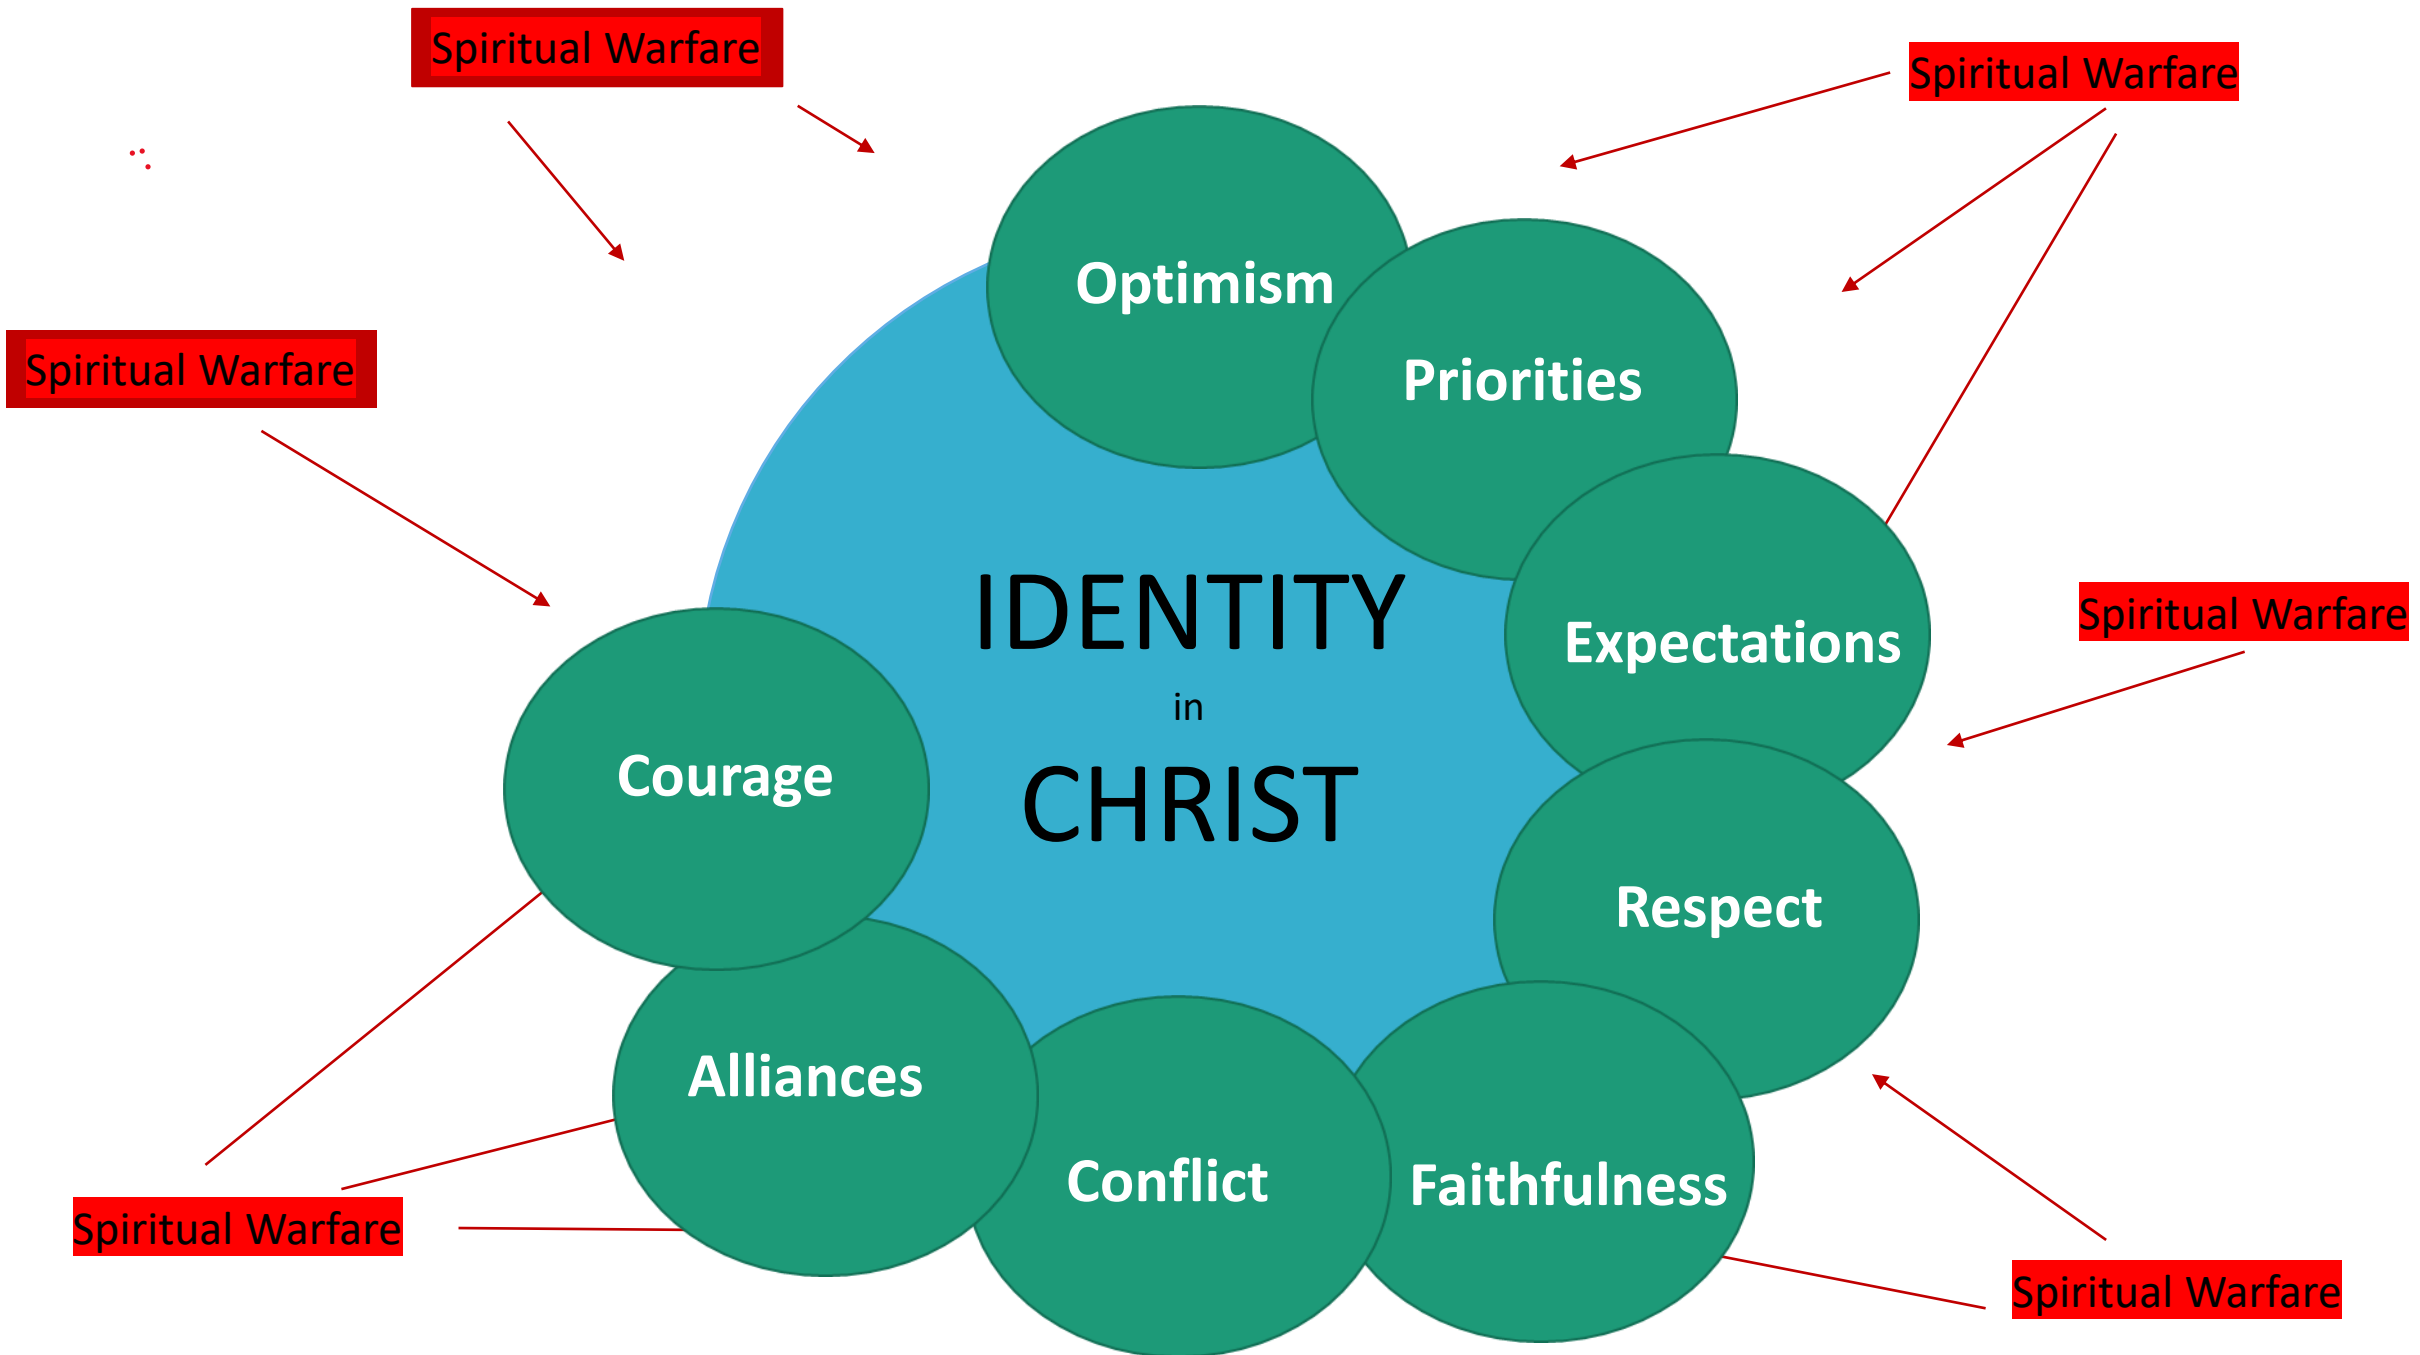 Spiritual Warfare
Spiritual Warfare
Optimism
Priorities
Spiritual Warfare
IDENTITY
in
CHRIST
Expectations
Spiritual Warfare
Courage
Respect
Alliances
Conflict
Faithfulness
Spiritual Warfare
Spiritual Warfare